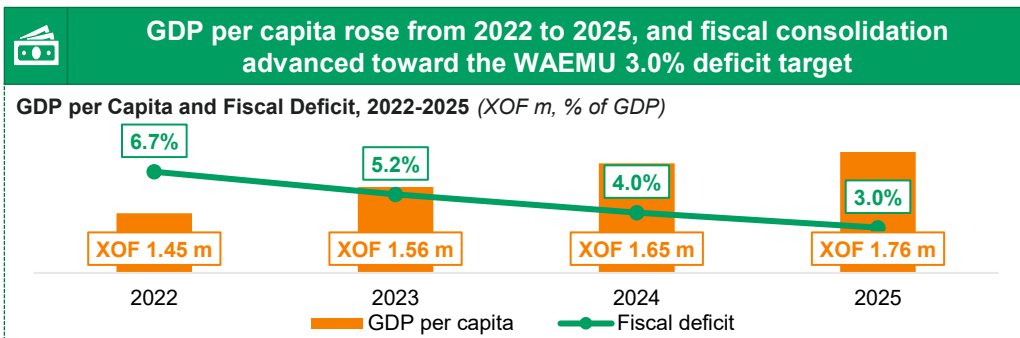 GDP per capita rose from 2022 to 2025, and fiscal consolidation
advanced toward the WAEMU 3.0% deficit target
GDP per Capita and Fiscal Deficit, 2022-2025 (XOF m, % of GDP)
6.7%
5.2%
4.0%
3.0%
XOF 1.45 m
XOF 1.56 m
XOF 1.65 m
XOF 1.76 m
2022
2023
2024
2025
GDP per capita
Fiscal deficit